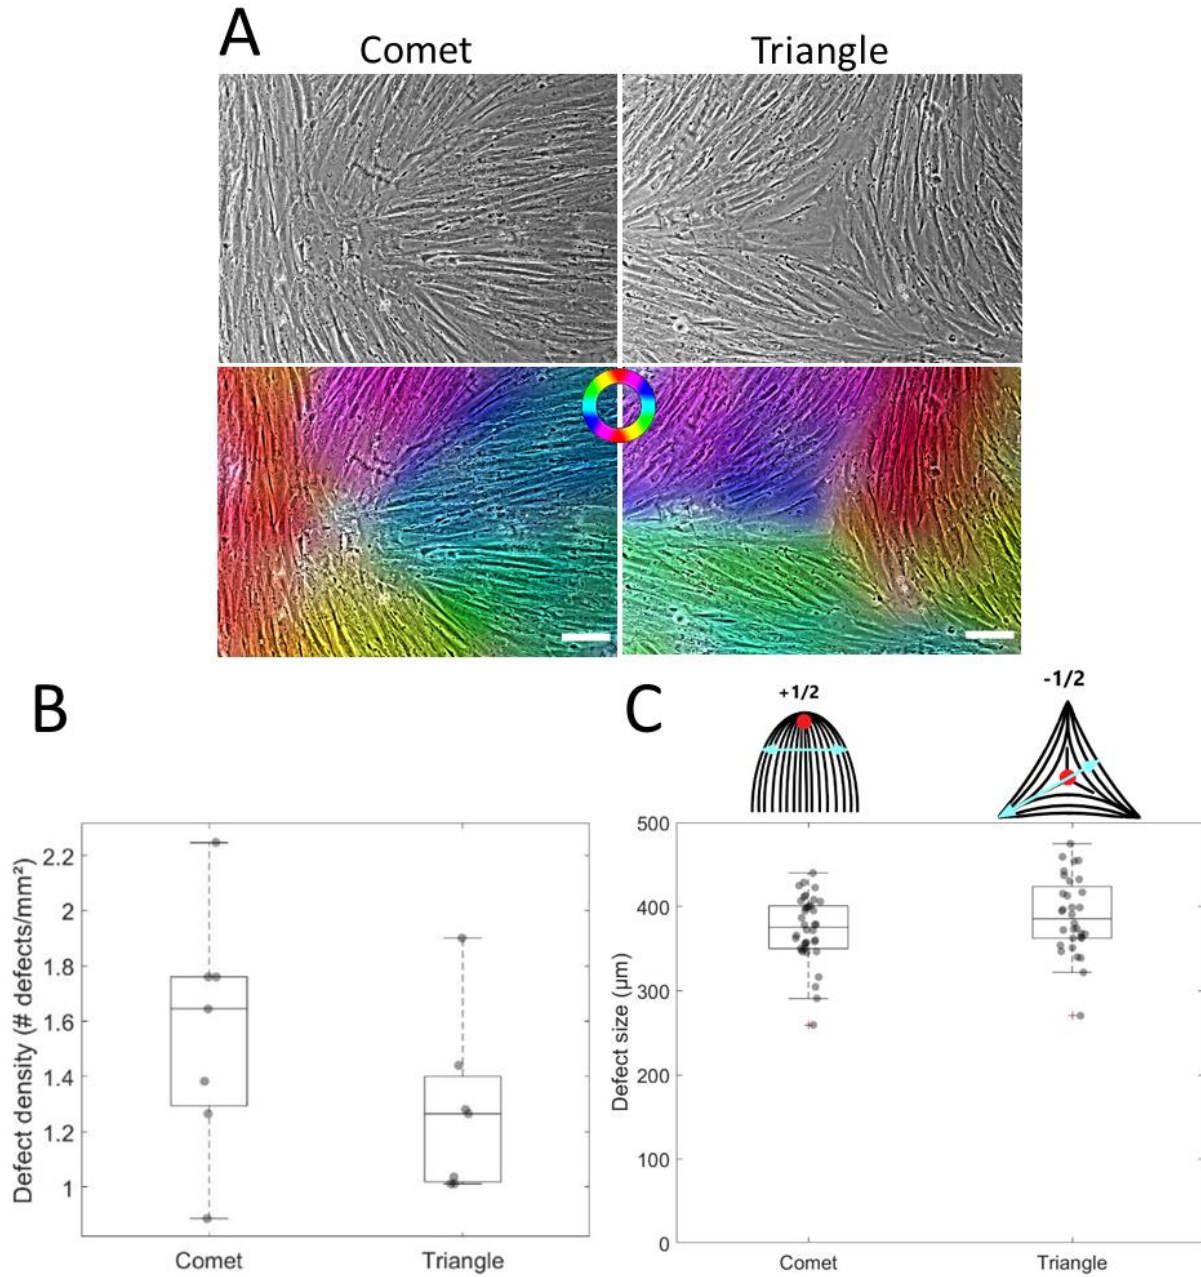 A
Comet
Triangle
B
Defect density (# defects/mm²)
2.2
2
1.8
1.6
1.4
1.2
1
Comet
Triangle
C
+1/2
-1/2
Defect size (μm)
500
400
300
200
100
0
Comet
Triangle